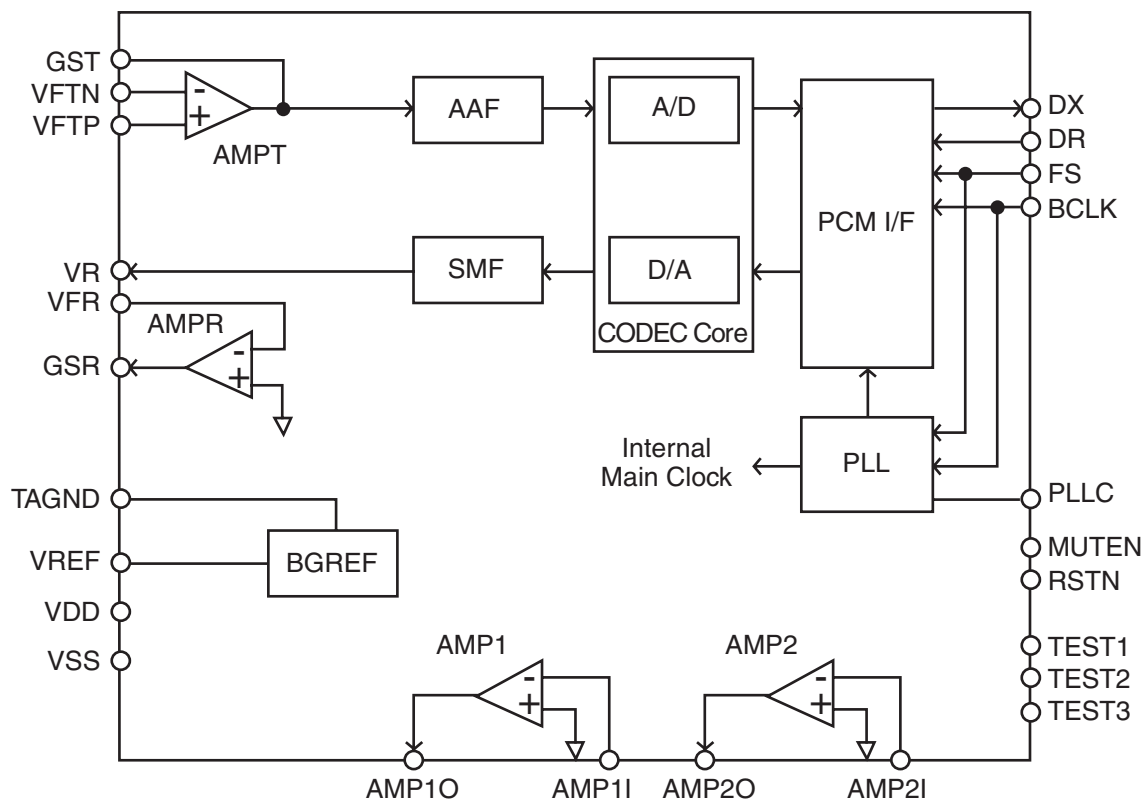 GST
VFTN
VFTP
-
+
AMPT
AAF
A/D
PCM I/F
DX
DR
FS
BCLK
VR
VFR
SMF
D/A
CODEC Core
AMPR
GSR
-
+
Internal
Main Clock
PLL
TAGND
VREF
BGREF
PLLC
MUTEN
RSTN
VDD
VSS
AMP1
-
+
AMP2
-
+
TEST1
TEST2
TEST3
AMP1O
AMP1I
AMP2O
AMP2I